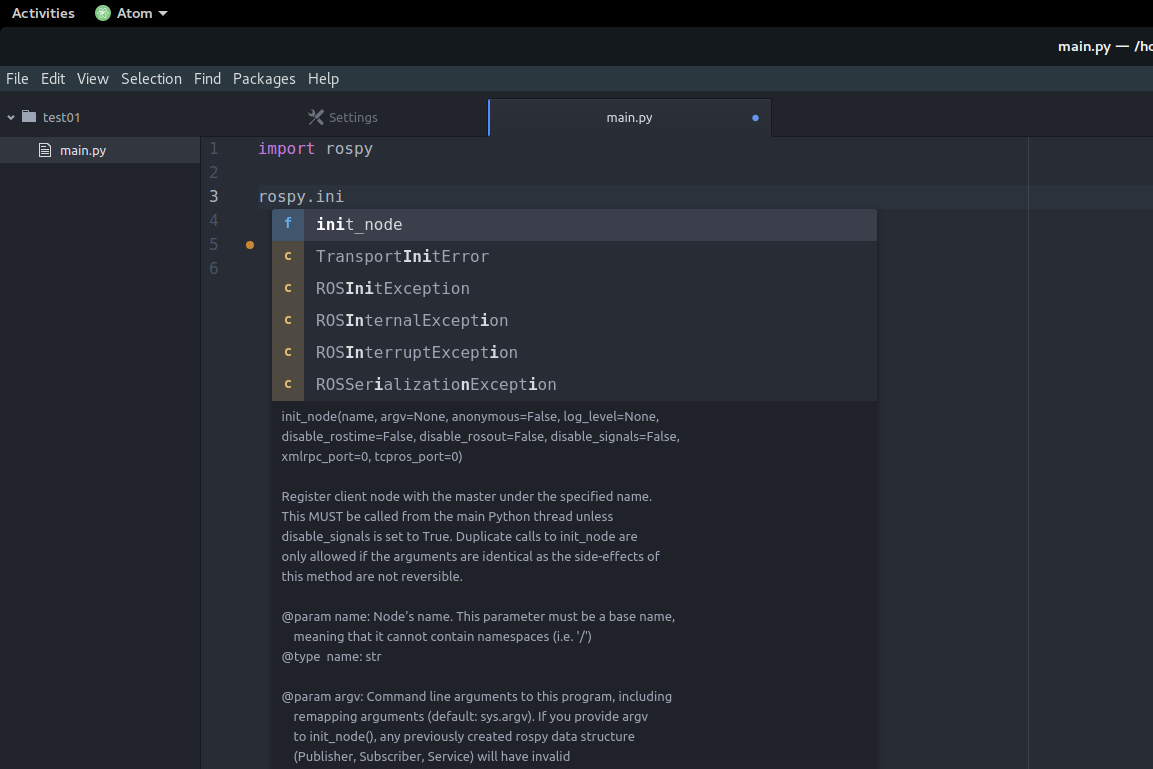 Activities Atom
main.py — /ho
File Edit View Selection Find Packages Help
test01
Settings
main.py
main.py
1 import rospy
2
3 rospy.ini
4
5
6
f init_node
c TransportInitError
c ROSInitException
c ROSInternalException
c ROSInterruptException
c ROSSerializationException
init_node(name, argv=None, anonymous=False, log_level=None,
disable_rostime=False, disable_rosout=False, disable_signals=False,
xmlrpc_port=0, tcpros_port=0)
Register client node with the master under the specified name.
This MUST be called from the main Python thread unless
disable_signals is set to True. Duplicate calls to init_node are
only allowed if the arguments are identical as the side-effects of
this method are not reversible.
@param name: Node's name. This parameter must be a base name,
meaning that it cannot contain namespaces (i.e. '/')
@type name: str
@param argv: Command line arguments to this program, including
remapping arguments (default: sys.argv). If you provide argv
to init_node(), any previously created rospy data structure
(Publisher, Subscriber, Service) will have invalid